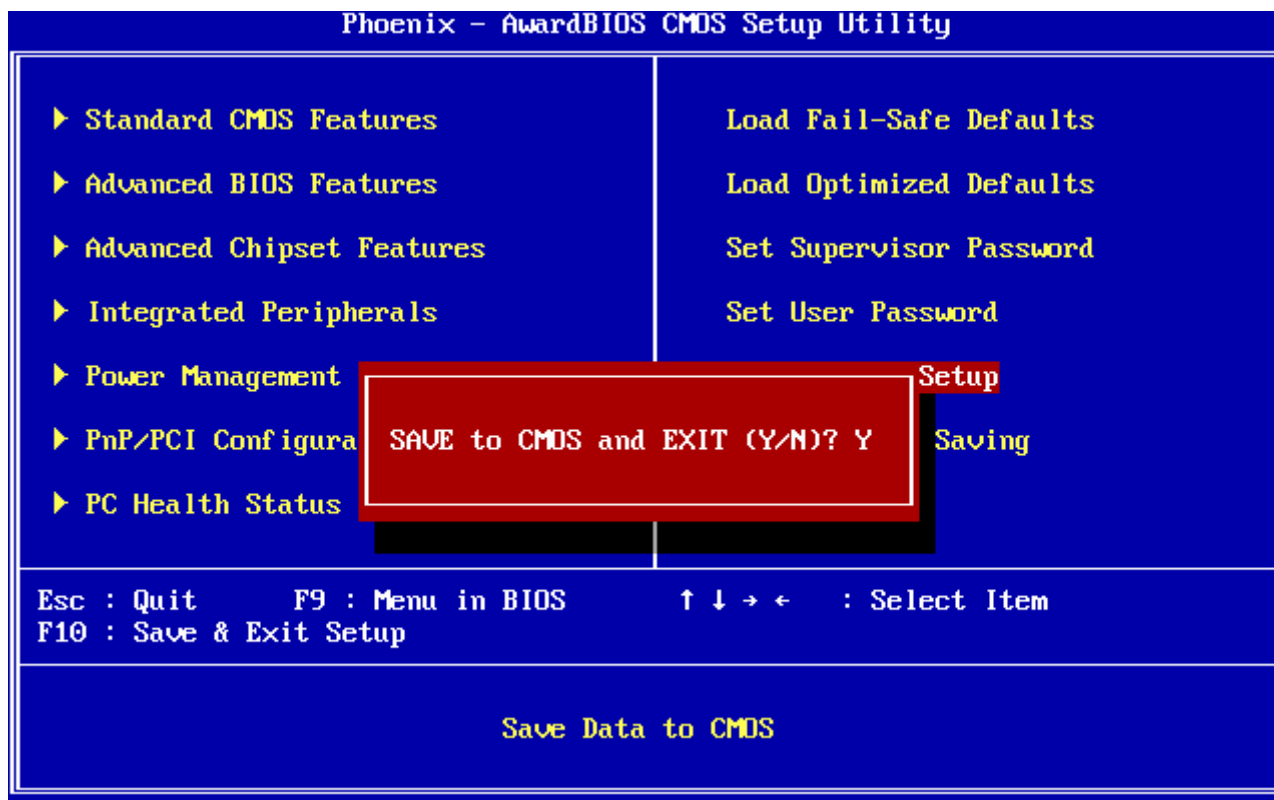 Phoenix - AwardBIOS CMOS Setup Utility
▶ Standard CMOS Features
▶ Advanced BIOS Features
▶ Advanced Chipset Features
▶ Integrated Peripherals
▶ Power Management
▶ PnP/PCI Configura
▶ PC Health Status
Load Fail-Safe Defaults
Load Optimized Defaults
Set Supervisor Password
Set User Password
Setup
Saving
SAVE to CMOS and EXIT (Y/N)? Y
Esc : Quit F9 : Menu in BIOS ↑ ↓ → ← : Select Item
F10 : Save & Exit Setup
Save Data to CMOS